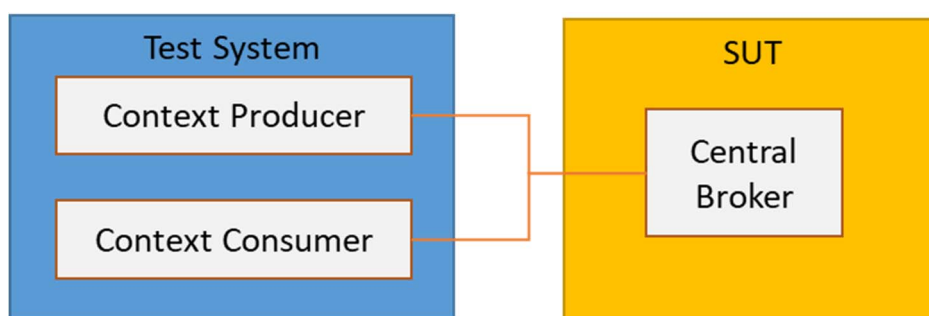 Test System
Context Producer
Context Consumer
SUT
Central
Broker